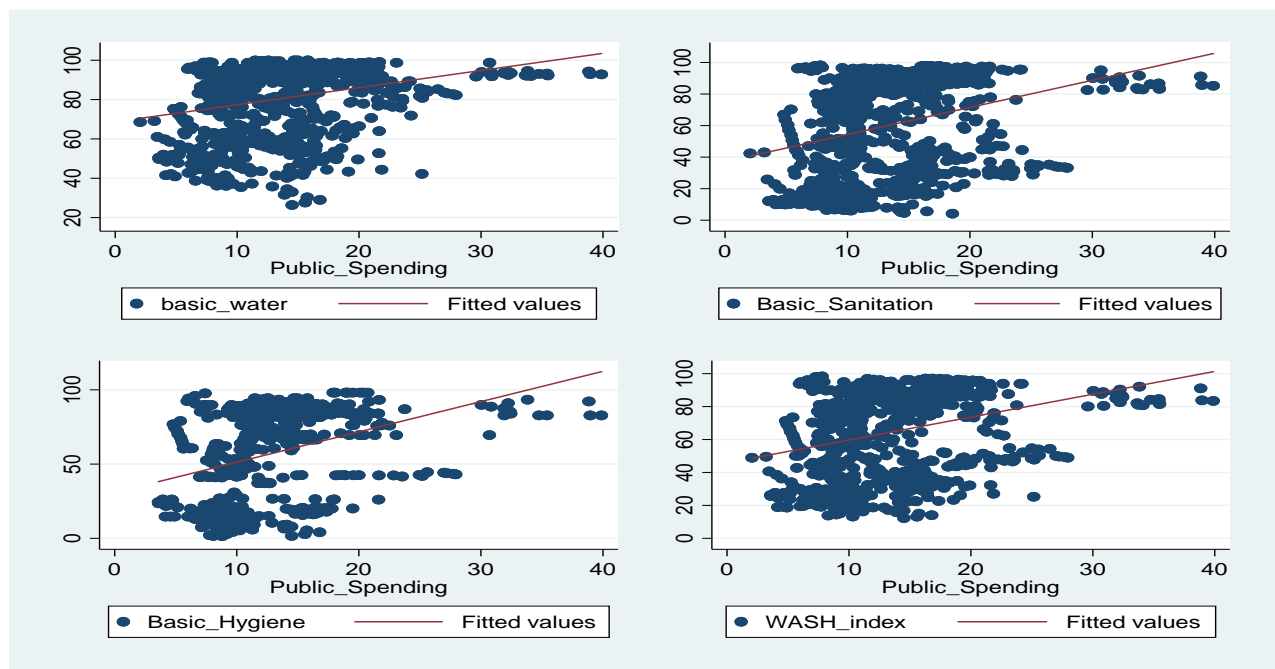 100
80
60
40
20
0 10 20 30 40
Public_Spending
basic_water Fitted values
100
80
60
40
20
0
0 10 20 30 40
Public_Spending
Basic_Sanitation Fitted values
100
50
0
0 10 20 30 40
Public_Spending
Basic_Hygiene Fitted values
100
80
60
40
20
0
0 10 20 30 40
Public_Spending
WASH_index Fitted values